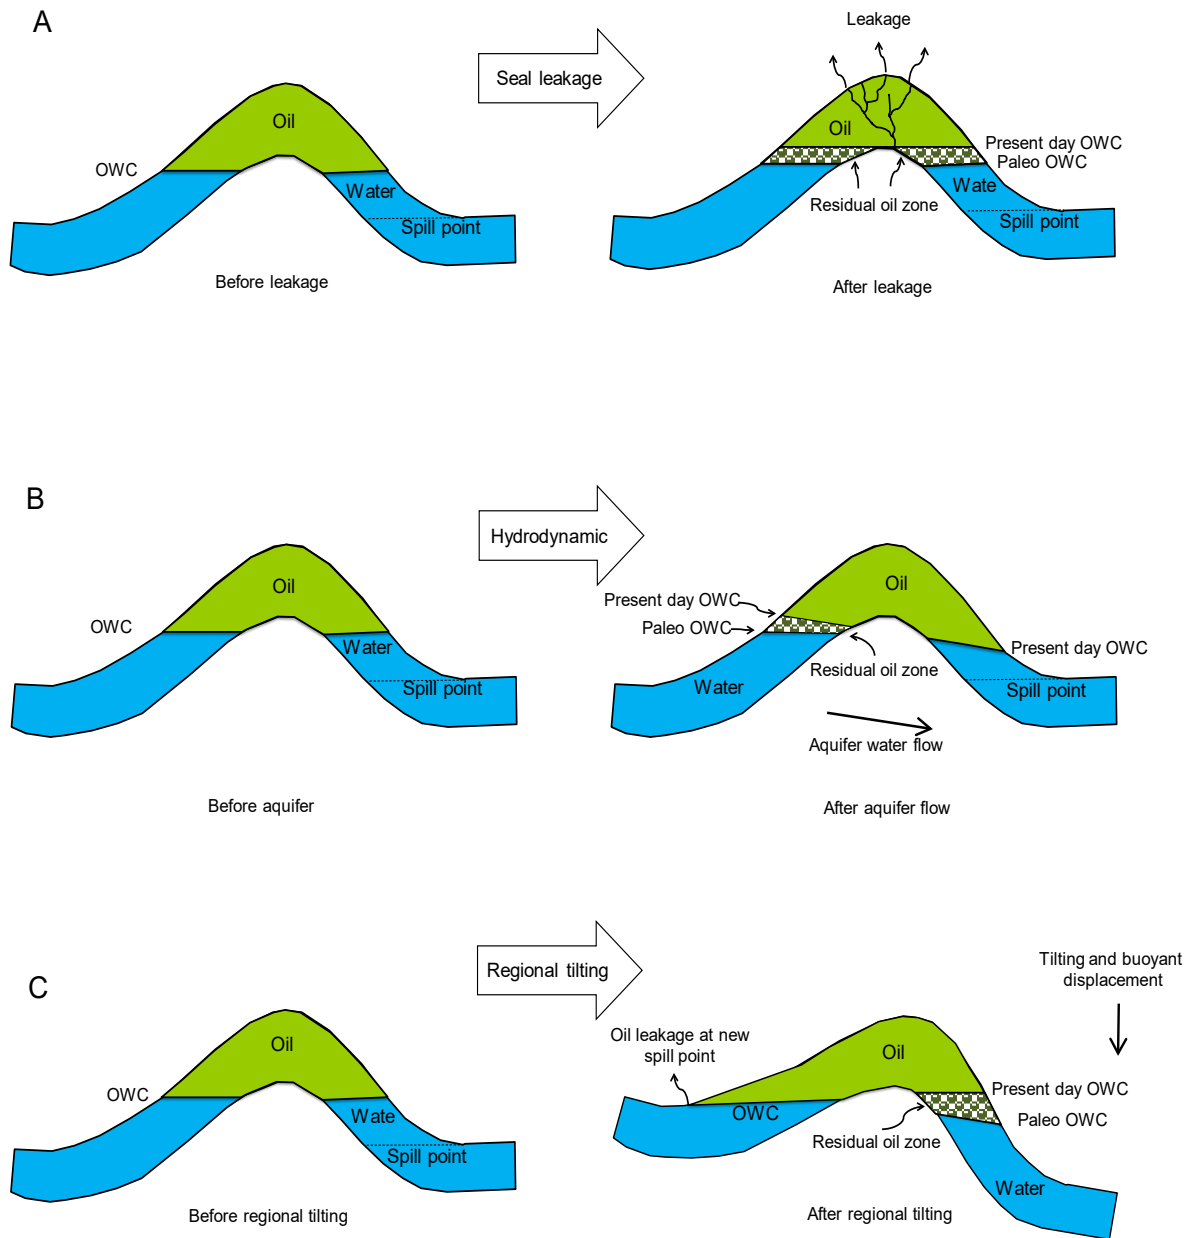 A
Seal leakage
Leakage
Oil
OWC
Water
Spill point
Before leakage
Oil
Present day OWC
Paleo OWC
Wate
Residual oil zone
Spill point
After leakage
B
Hydrodynamic
Oil
OWC
Water
Spill point
Before aquifer
Oil
Present day OWC
Paleo OWC
Present day OWC
Residual oil zone
Water
Spill point
Aquifer water flow
After aquifer flow
C
Regional tilting
Tilting and buoyant
displacement
Oil
OWC
Wate
Spill point
Before regional tilting
Oil leakage at new
spill point
Oil
Present day OWC
OWC
Paleo OWC
Residual oil zone
Water
After regional tilting